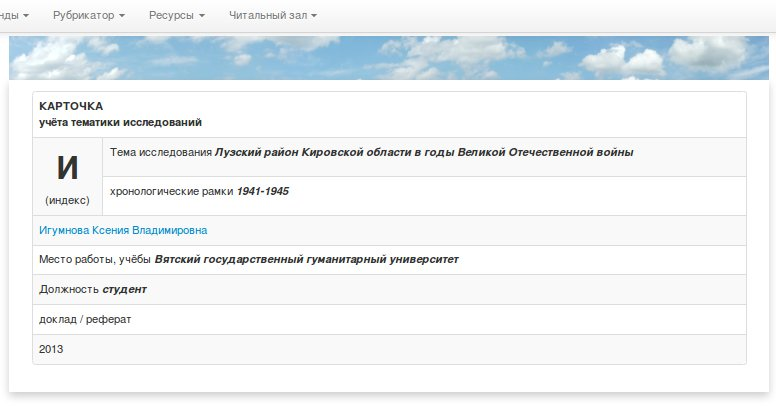 нды
Рубрикатор
Ресурсы
Читальный зал
КАРТОЧКА
учёта тематики исследований
И
(индекс)
Тема исследования Лузский район Кировской области в годы Великой Отечественной войны
хронологические рамки 1941-1945
Игумнова Ксения Владимировна
Место работы, учёбы Вятский государственный гуманитарный университет
Должность студент
доклад / реферат
2013